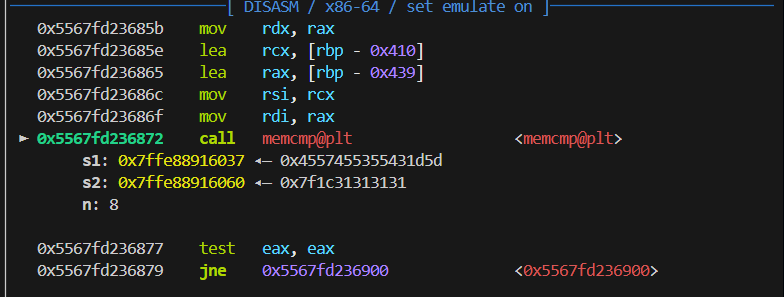 [ DISASM / x86-64 / set emulate on ]
0x5567fd23685b mov rdx, rax
0x5567fd23685e lea rcx, [rbp - 0x410]
0x5567fd236865 lea rax, [rbp - 0x439]
0x5567fd23686c mov rsi, rcx
0x5567fd23686f mov rdi, rax
► 0x5567fd236872 call memcmp@plt <memcmp@plt>
s1: 0x7ffe88916037 ◂— 0x4557455355431d5d
s2: 0x7ffe88916060 ◂— 0x7f1c31313131
n: 8
0x5567fd236877 test eax, eax
0x5567fd236879 jne 0x5567fd236900 <0x5567fd236900>